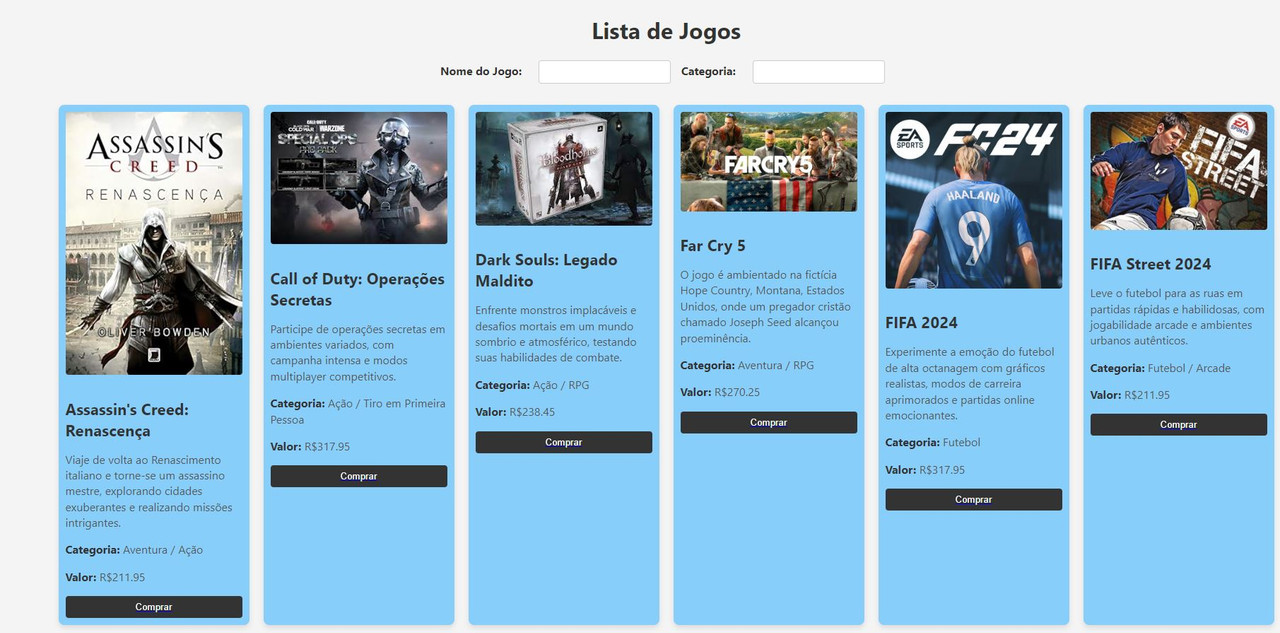 Lista de Jogos
Nome do Jogo:
Categoria:
ASSASSIN'S
CREED
RENASCENÇA
OLIVER BOWDEN
Assassin's Creed:
Renascença
Viaje de volta ao Renascimento
italiano e torne-se um assassino
mestre, explorando cidades
exuberantes e realizando missões
intrigantes.
Categoria: Aventura / Ação
Valor: R$211.95
Comprar
CALL OF DUTY
COLD WAR WARZONE
SPECIAL OPS
PRO PACK
Call of Duty: Operações
Secretas
Participe de operações secretas em
ambientes variados, com
campanha intensa e modos
multiplayer competitivos.
Categoria: Ação / Tiro em Primeira
Pessoa
Valor: R$317.95
Comprar
Bloodborne
Dark Souls: Legado
Maldito
Enfrente monstros implacáveis e
desafios mortais em um mundo
sombrio e atmosférico, testando
suas habilidades de combate.
Categoria: Ação / RPG
Valor: R$238.45
Comprar
FARCRY5
Far Cry 5
O jogo é ambientado na fictícia
Hope Country, Montana, Estados
Unidos, onde um pregador cristão
chamado Joseph Seed alcançou
proeminência.
Categoria: Aventura / RPG
Valor: R$270.25
Comprar
EA
SPORTS
FC24
HAALAND
9
FIFA 2024
Experimente a emoção do futebol
de alta octanagem com gráficos
realistas, modos de carreira
aprimorados e partidas online
emocionantes.
Categoria: Futebol
Valor: R$317.95
Comprar
EA
SPORTS
FIFA
STREET
FIFA Street 2024
Leve o futebol para as ruas em
partidas rápidas e habilidosas, com
jogabilidade arcade e ambientes
urbanos autênticos.
Categoria: Futebol / Arcade
Valor: R$211.95
Comprar